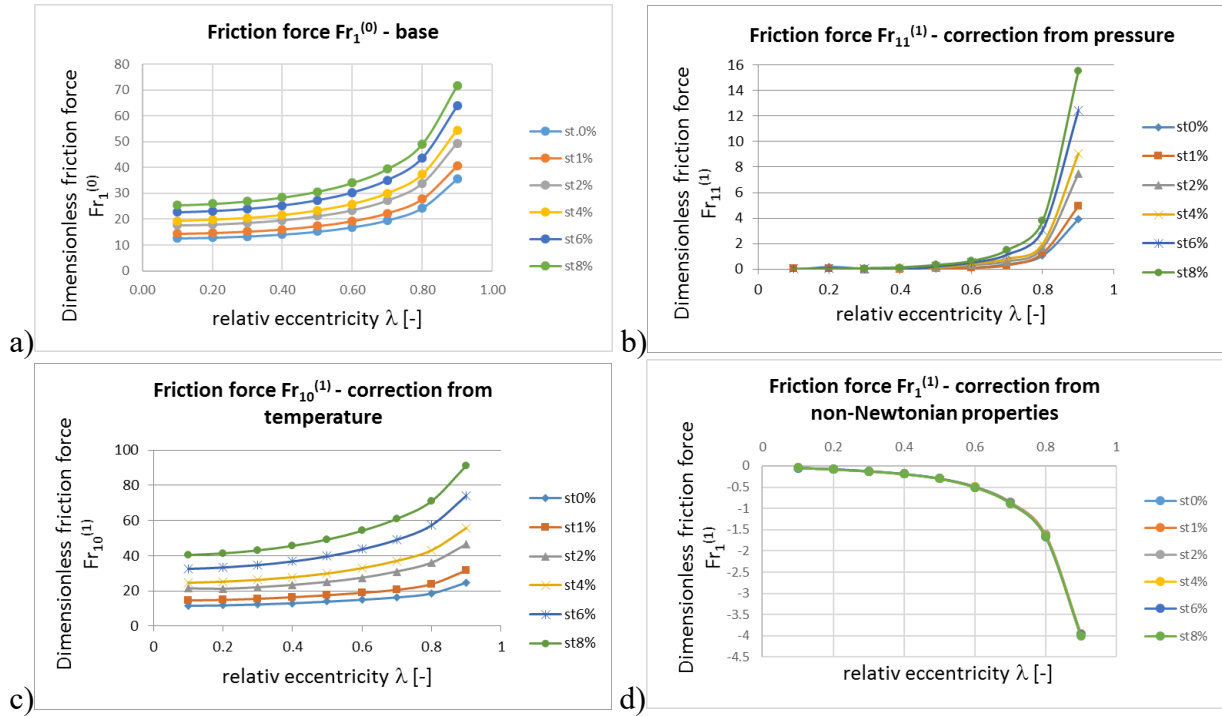 Friction force Fr₁⁽⁰⁾ - base
Dimensionless friction force
Fr₁⁽⁰⁾
80
70
60
50
40
30
20
10
0
0.00 0.20 0.40 0.60 0.80 1.00
relativ eccentricity λ [-]
st.0%
st1%
st2%
st4%
st6%
st8%
a)
Friction force Fr₁₁⁽¹⁾ - correction from pressure
Dimensionless friction force
Fr₁₁⁽¹⁾
16
14
12
10
8
6
4
2
0
0 0.2 0.4 0.6 0.8 1
relativ eccentricity λ [-]
st0%
st1%
st2%
st4%
st6%
st8%
b)
Friction force Fr₁₀⁽¹⁾ - correction from
temperature
Dimensionless friction force
Fr₁₀⁽¹⁾
100
80
60
40
20
0
0 0.2 0.4 0.6 0.8 1
relativ eccentricity λ [-]
st0%
st1%
st2%
st4%
st6%
st8%
c)
Friction force Fr₁⁽¹⁾ - correction from
non-Newtonian properties
Dimensionless friction force
Fr₁⁽¹⁾
0 0.2 0.4 0.6 0.8 1
0
-0.5
-1
-1.5
-2
-2.5
-3
-3.5
-4
-4.5
relativ eccentricity λ [-]
st0%
st1%
st2%
st4%
st6%
st8%
d)